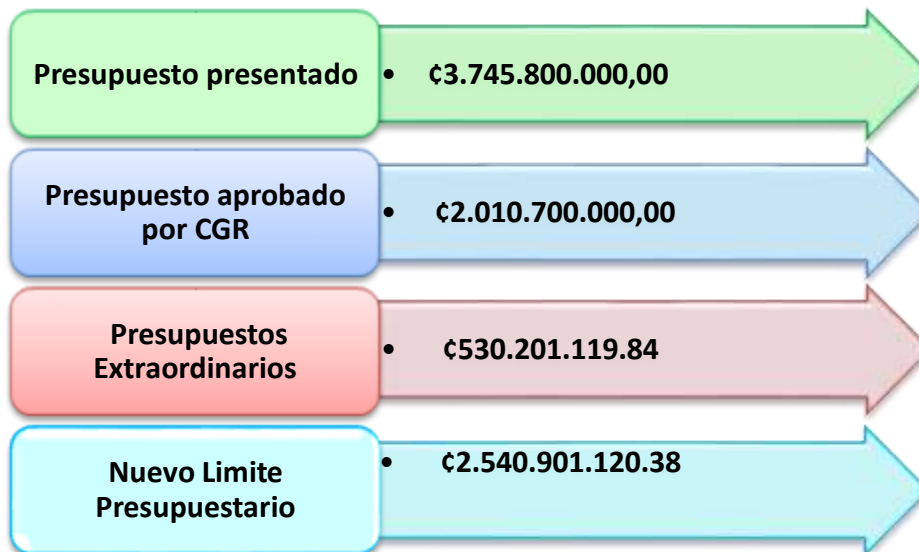 Presupuesto presentado
• ¢3.745.800.000,00
Presupuesto aprobado
por CGR
• ¢2.010.700.000,00
Presupuestos
Extraordinarios
• ¢530.201.119.84
Nuevo Limite
Presupuestario
• ¢2.540.901.120.38